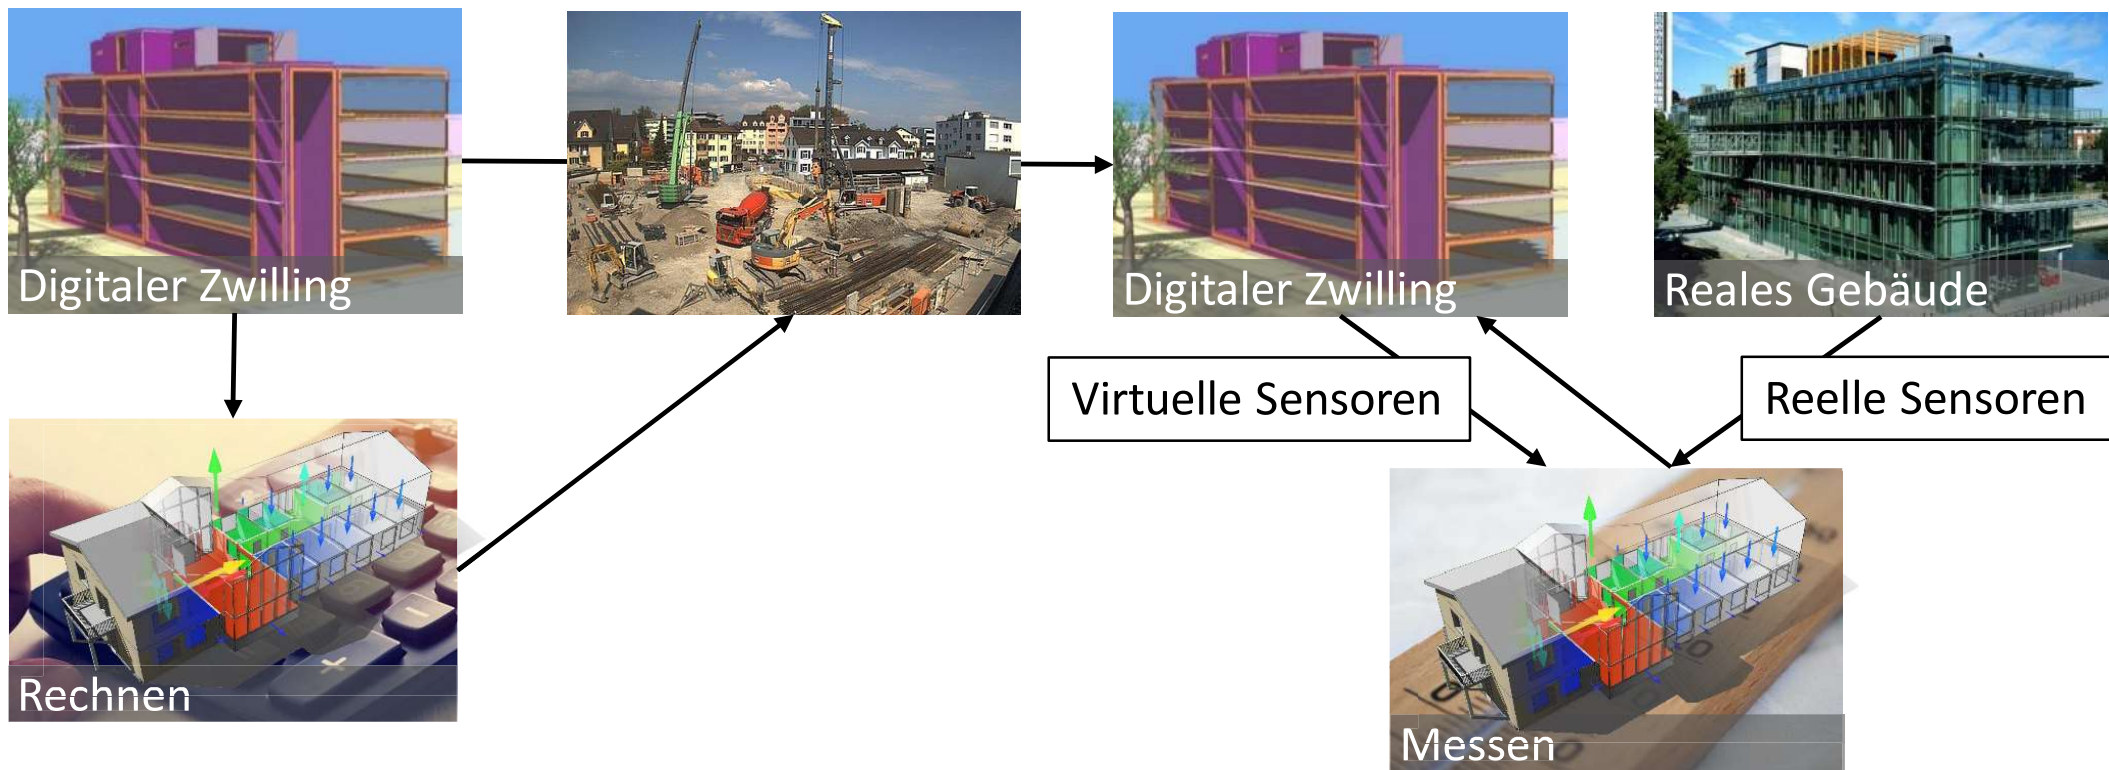 Digitaler Zwilling
Digitaler Zwilling
Reales Gebäude
Virtuelle Sensoren
Reelle Sensoren
Rechnen
Messen